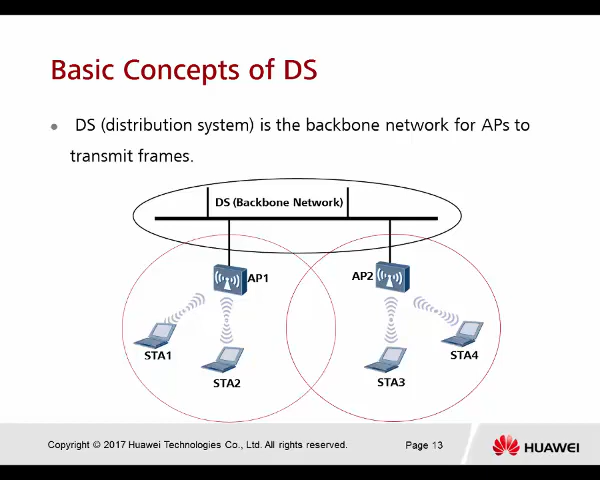 Basic Concepts of DS
● DS (distribution system) is the backbone network for APs to
transmit frames.
DS (Backbone Network)
AP1
AP2
STA1
STA2
STA3
STA4
Copyright © 2017 Huawei Technologies Co., Ltd. All rights reserved.
Page 13
HUAWEI